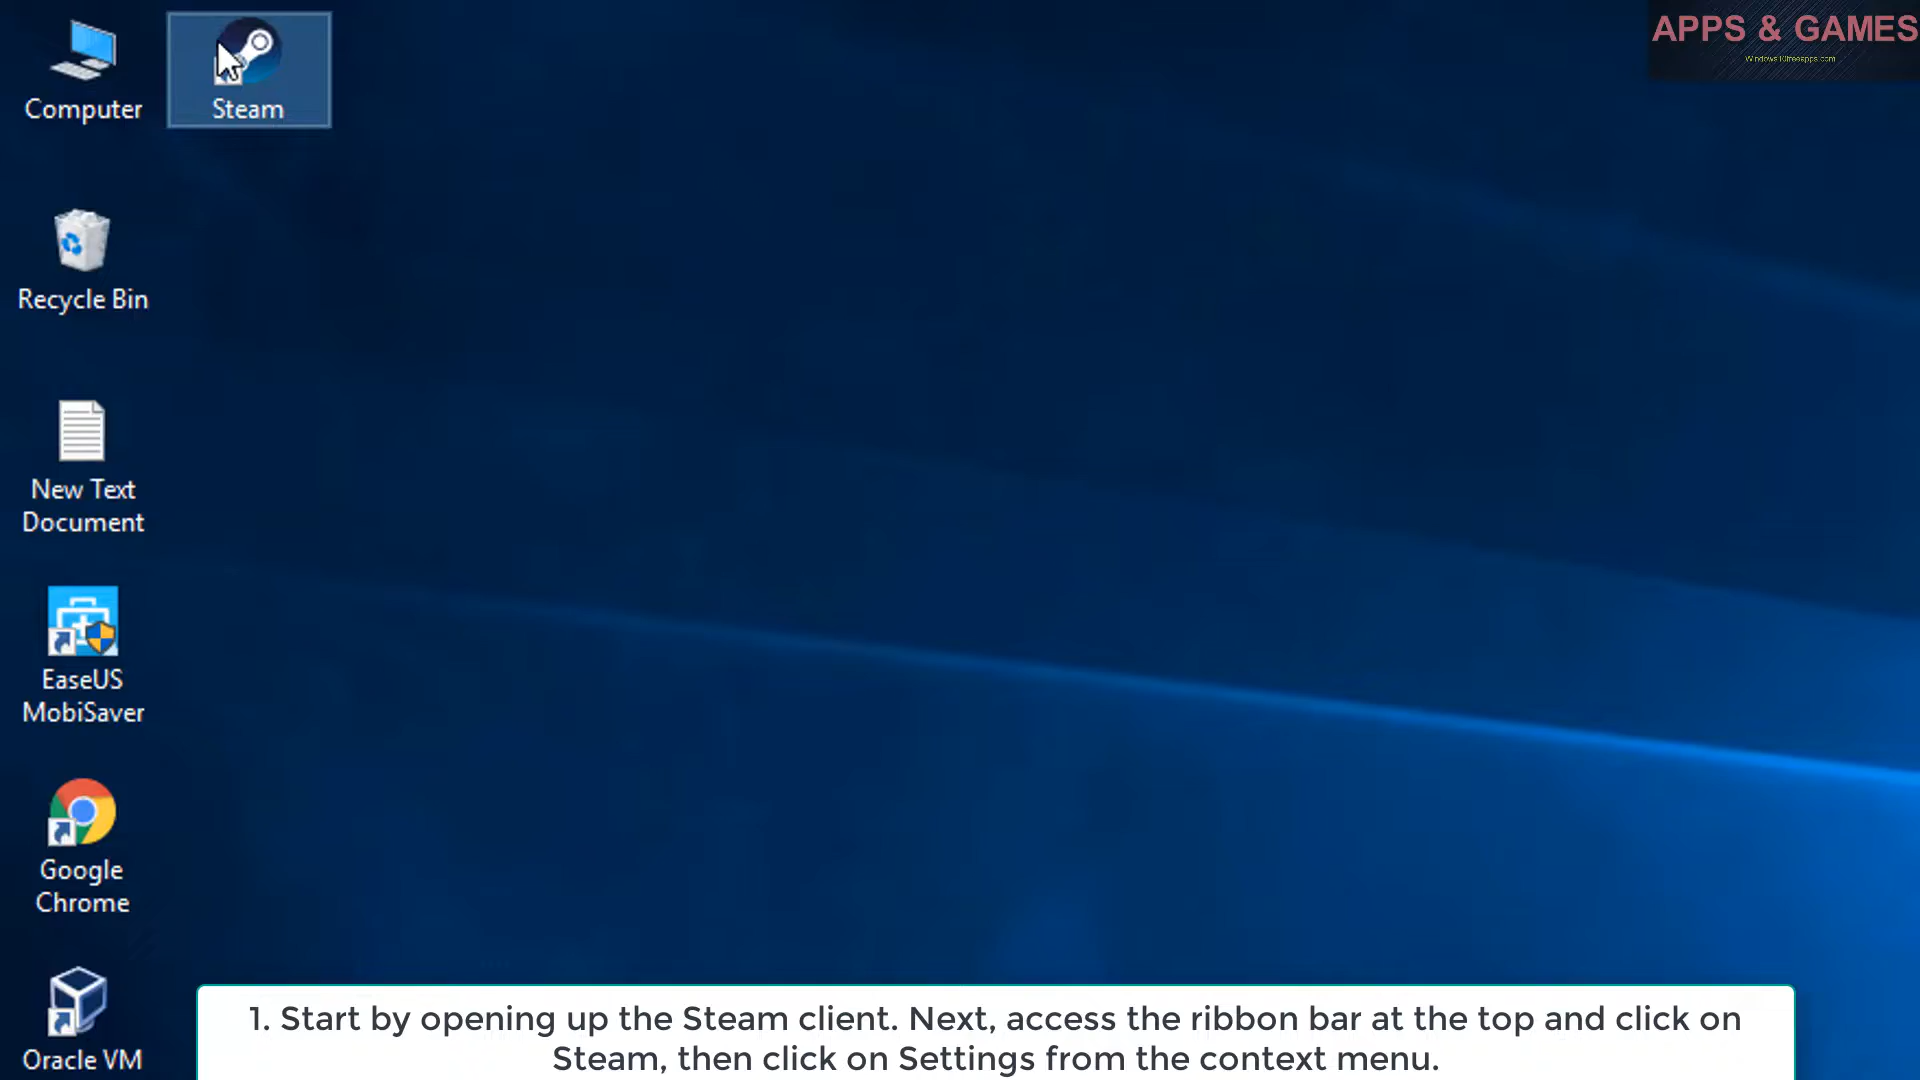 APPS & GAMES
Windows10freeapps.com
Computer
Steam
Recycle Bin
New Text
Document
EaseUS
MobiSaver
Google
Chrome
Oracle VM
1. Start by opening up the Steam client. Next, access the ribbon bar at the top and click on
Steam, then click on Settings from the context menu.